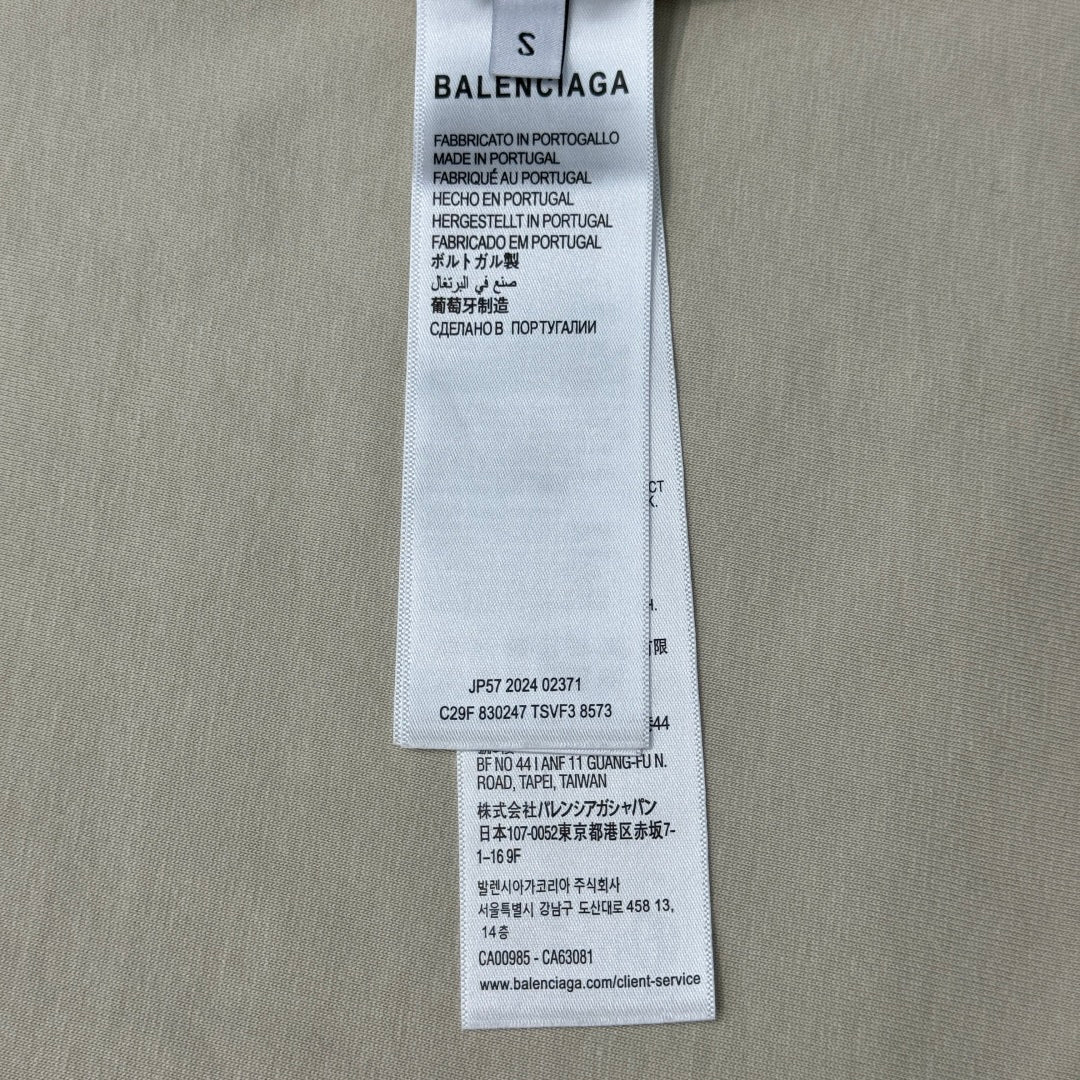 S
BALENCIAGA
FABBRICATO IN PORTOGALLO
MADE IN PORTUGAL
FABRIQUÉ AU PORTUGAL
HECHO EN PORTUGAL
HERGESTELLT IN PORTUGAL
FABRICADO EM PORTUGAL
ボルトガル製
صنع في البرتغال
葡萄牙制造
СДЕЛАНО В ПОРТУГАЛИИ
JP57 2024 02371
C29F 830247 TSVF3 8573
CT
K.
H.
限
44
BF NO 44 I ANF 11 GUANG-FU N.
ROAD, TAPEI, TAIWAN
株式会社バレンシアガシャパン
日本107-0052東京都港区赤坂7-
1–16 9F
발렌시아가코리아 주식회사
서울특별시 강남구 도산대로 458 13,
14층
CA00985 - CA63081
www.balenciaga.com/client-service